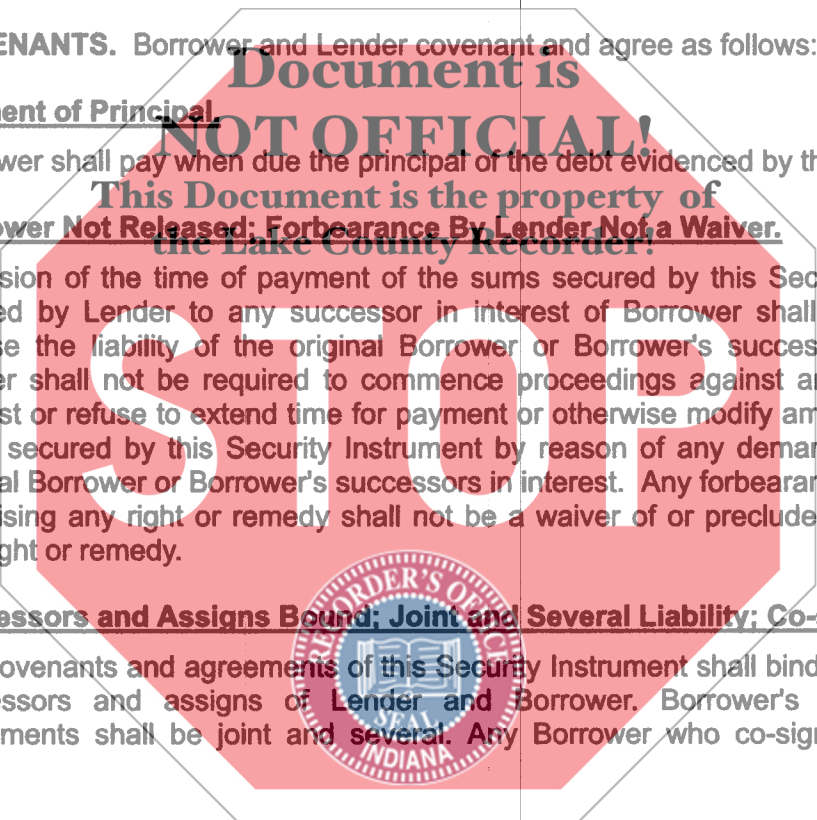 ENANTS. Borrower and Lender covenant and agree as follows:
Document is
ent of Principal.
NOT OFFICIAL!
wer shall pay when due the principal of the debt evidenced by th
This Document is the property of
ower Not Released; Forbearance By Lender Not a Waiver.
the Lake County Recorder!
sion of the time of payment of the sums secured by this Sec
ed by Lender to any successor in interest of Borrower shall
se the liability of the original Borrower or Borrower's succes
er shall not be required to commence proceedings against a
st or refuse to extend time for payment or otherwise modify am
secured by this Security Instrument by reason of any demar
al Borrower or Borrower's successors in interest. Any forbearar
ising any right or remedy shall not be a waiver of or preclude
ght or remedy.
STOP
essors and Assigns Bound; Joint and Several Liability; Co-
ovenants and agreements of this Security Instrument shall bind
essors and assigns of Lender and Borrower. Borrower's
ments shall be joint and several. Any Borrower who co-sign
RECORDER'S OFFICE
SEAL
INDIANA